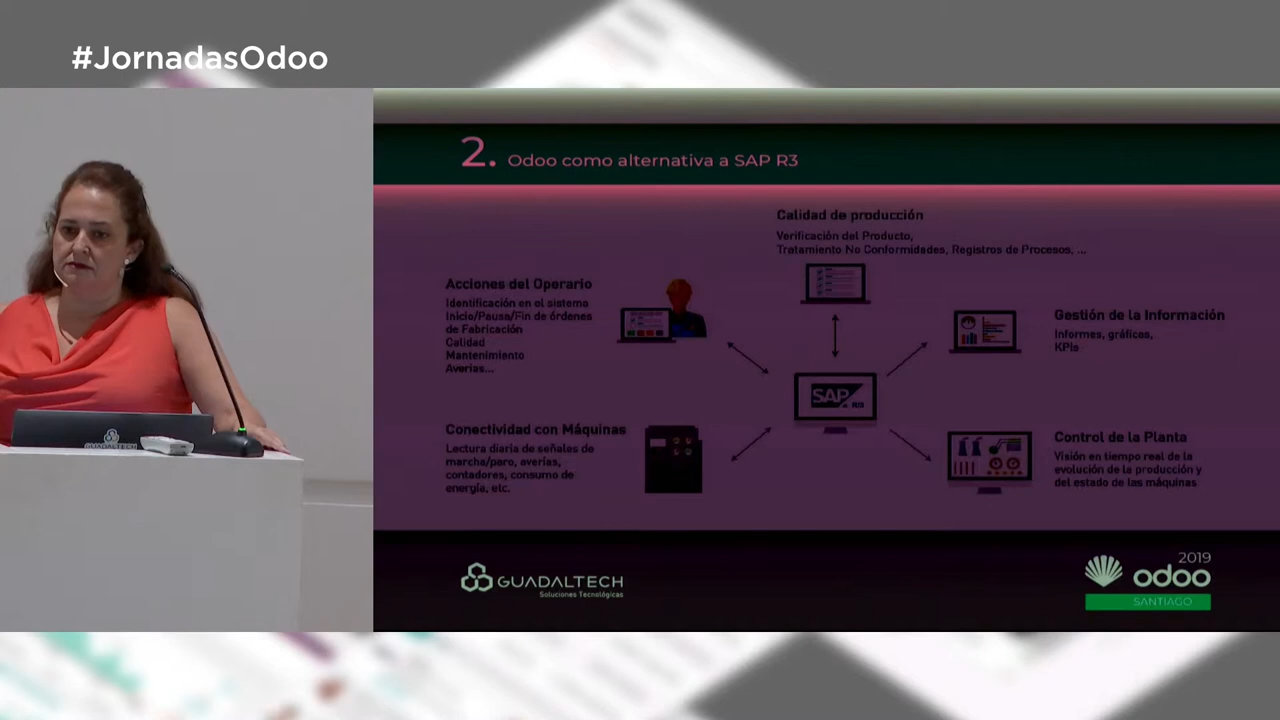 #JornadasOdoo
2. Odoo como alternativa a SAP R3
Calidad de producción
Verificación del Producto,
Tratamiento No Conformidades, Registros de Procesos, ...
Acciones del Operario
Identificación en el sistema
Inicio/Pausa/Fin de órdenes
de Fabricación
Calidad
Mantenimiento
Averías...
Gestión de la Información
Informes, gráficas,
KPIs
SAP R3
Conectividad con Máquinas
Lectura diaria de señales de
marcha/paro, averías,
contadores, consumo de
energía, etc.
Control de la Planta
Visión en tiempo real de la
evolución de la producción y
del estado de las máquinas
GUADALTECH
GUADALTECH
Soluciones Tecnológicas
2019
odoo
SANTIAGO